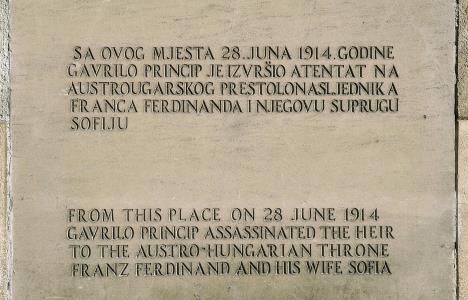 SA OVOG MJESTA 28. JUNA 1914. GODINE
GAVRILO PRINCIP JE IZVRŠIO ATENTAT NA
AUSTROUGARSKOG PRESTOLONASLJEDNIKA
FRANCA FERDINANDA I NJEGOVU SUPRUGU
SOFIJU
FROM THIS PLACE ON 28 JUNE 1914
GAVRILO PRINCIP ASSASSINATED THE HEIR
TO THE AUSTRO-HUNGARIAN THRONE
FRANZ FERDINAND AND HIS WIFE SOFIA